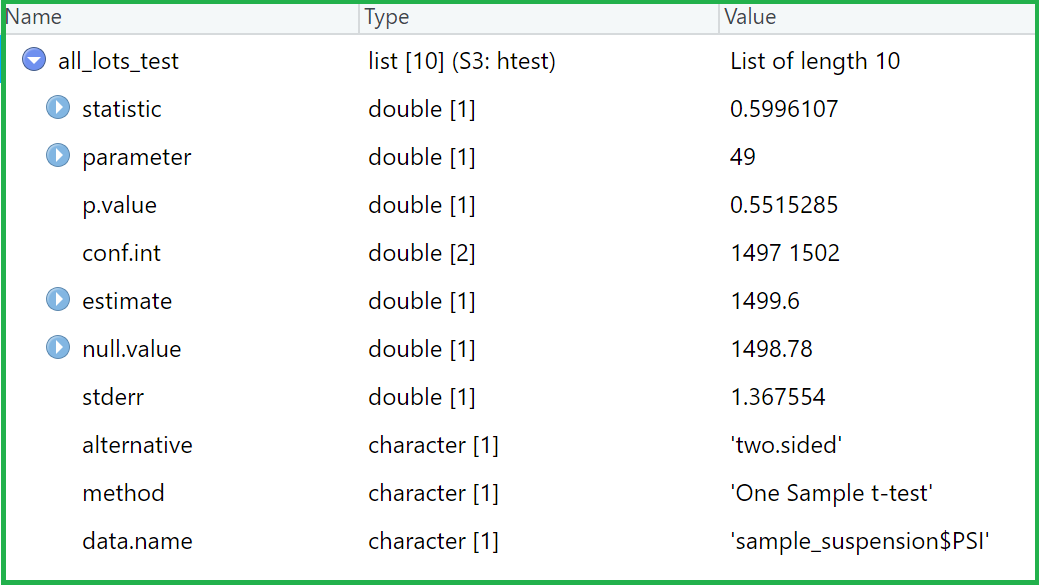 Name Type Value
all_lots_test list [10] (S3: htest) List of length 10
statistic double [1] 0.5996107
parameter double [1] 49
p.value double [1] 0.5515285
conf.int double [2] 1497 1502
estimate double [1] 1499.6
null.value double [1] 1498.78
stderr double [1] 1.367554
alternative character [1] 'two.sided'
method character [1] 'One Sample t-test'
data.name character [1] 'sample_suspension$PSI'